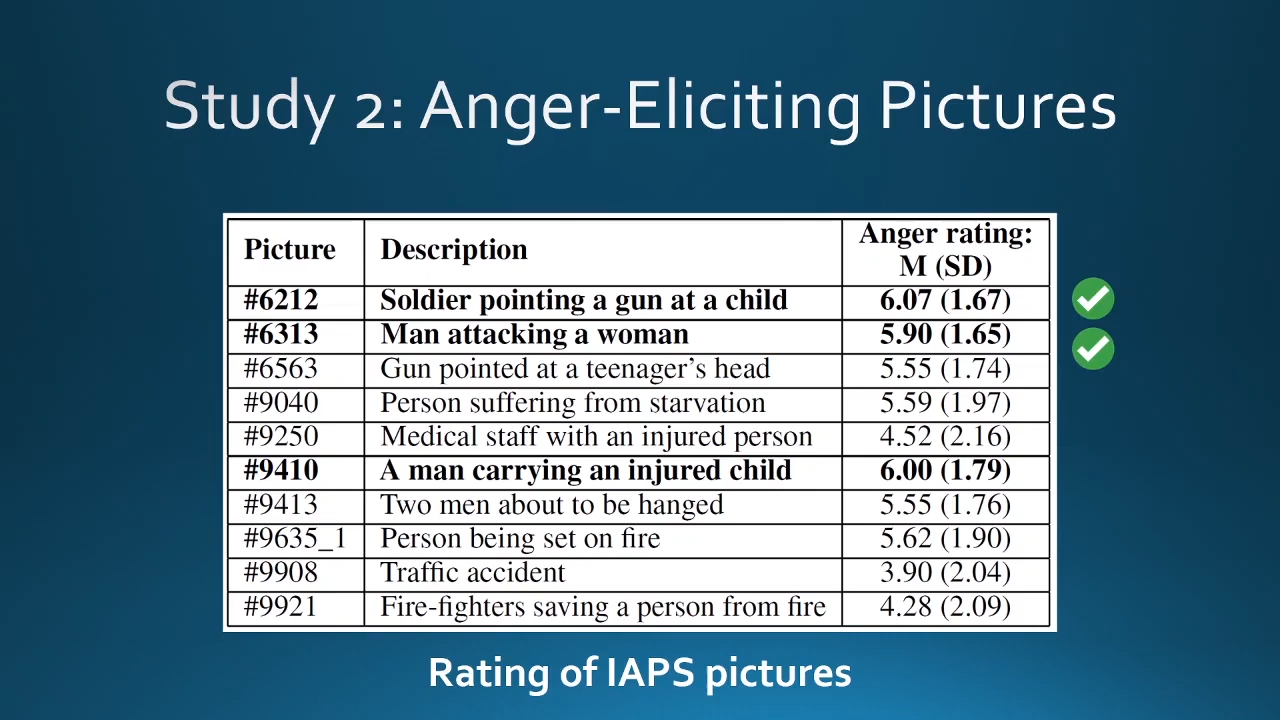 Study 2: Anger-Eliciting Pictures
Picture Description Anger rating: M (SD)
#6212 Soldier pointing a gun at a child 6.07 (1.67)
#6313 Man attacking a woman 5.90 (1.65)
#6563 Gun pointed at a teenager's head 5.55 (1.74)
#9040 Person suffering from starvation 5.59 (1.97)
#9250 Medical staff with an injured person 4.52 (2.16)
#9410 A man carrying an injured child 6.00 (1.79)
#9413 Two men about to be hanged 5.55 (1.76)
#9635_1 Person being set on fire 5.62 (1.90)
#9908 Traffic accident 3.90 (2.04)
#9921 Fire-fighters saving a person from fire 4.28 (2.09)
Rating of IAPS pictures